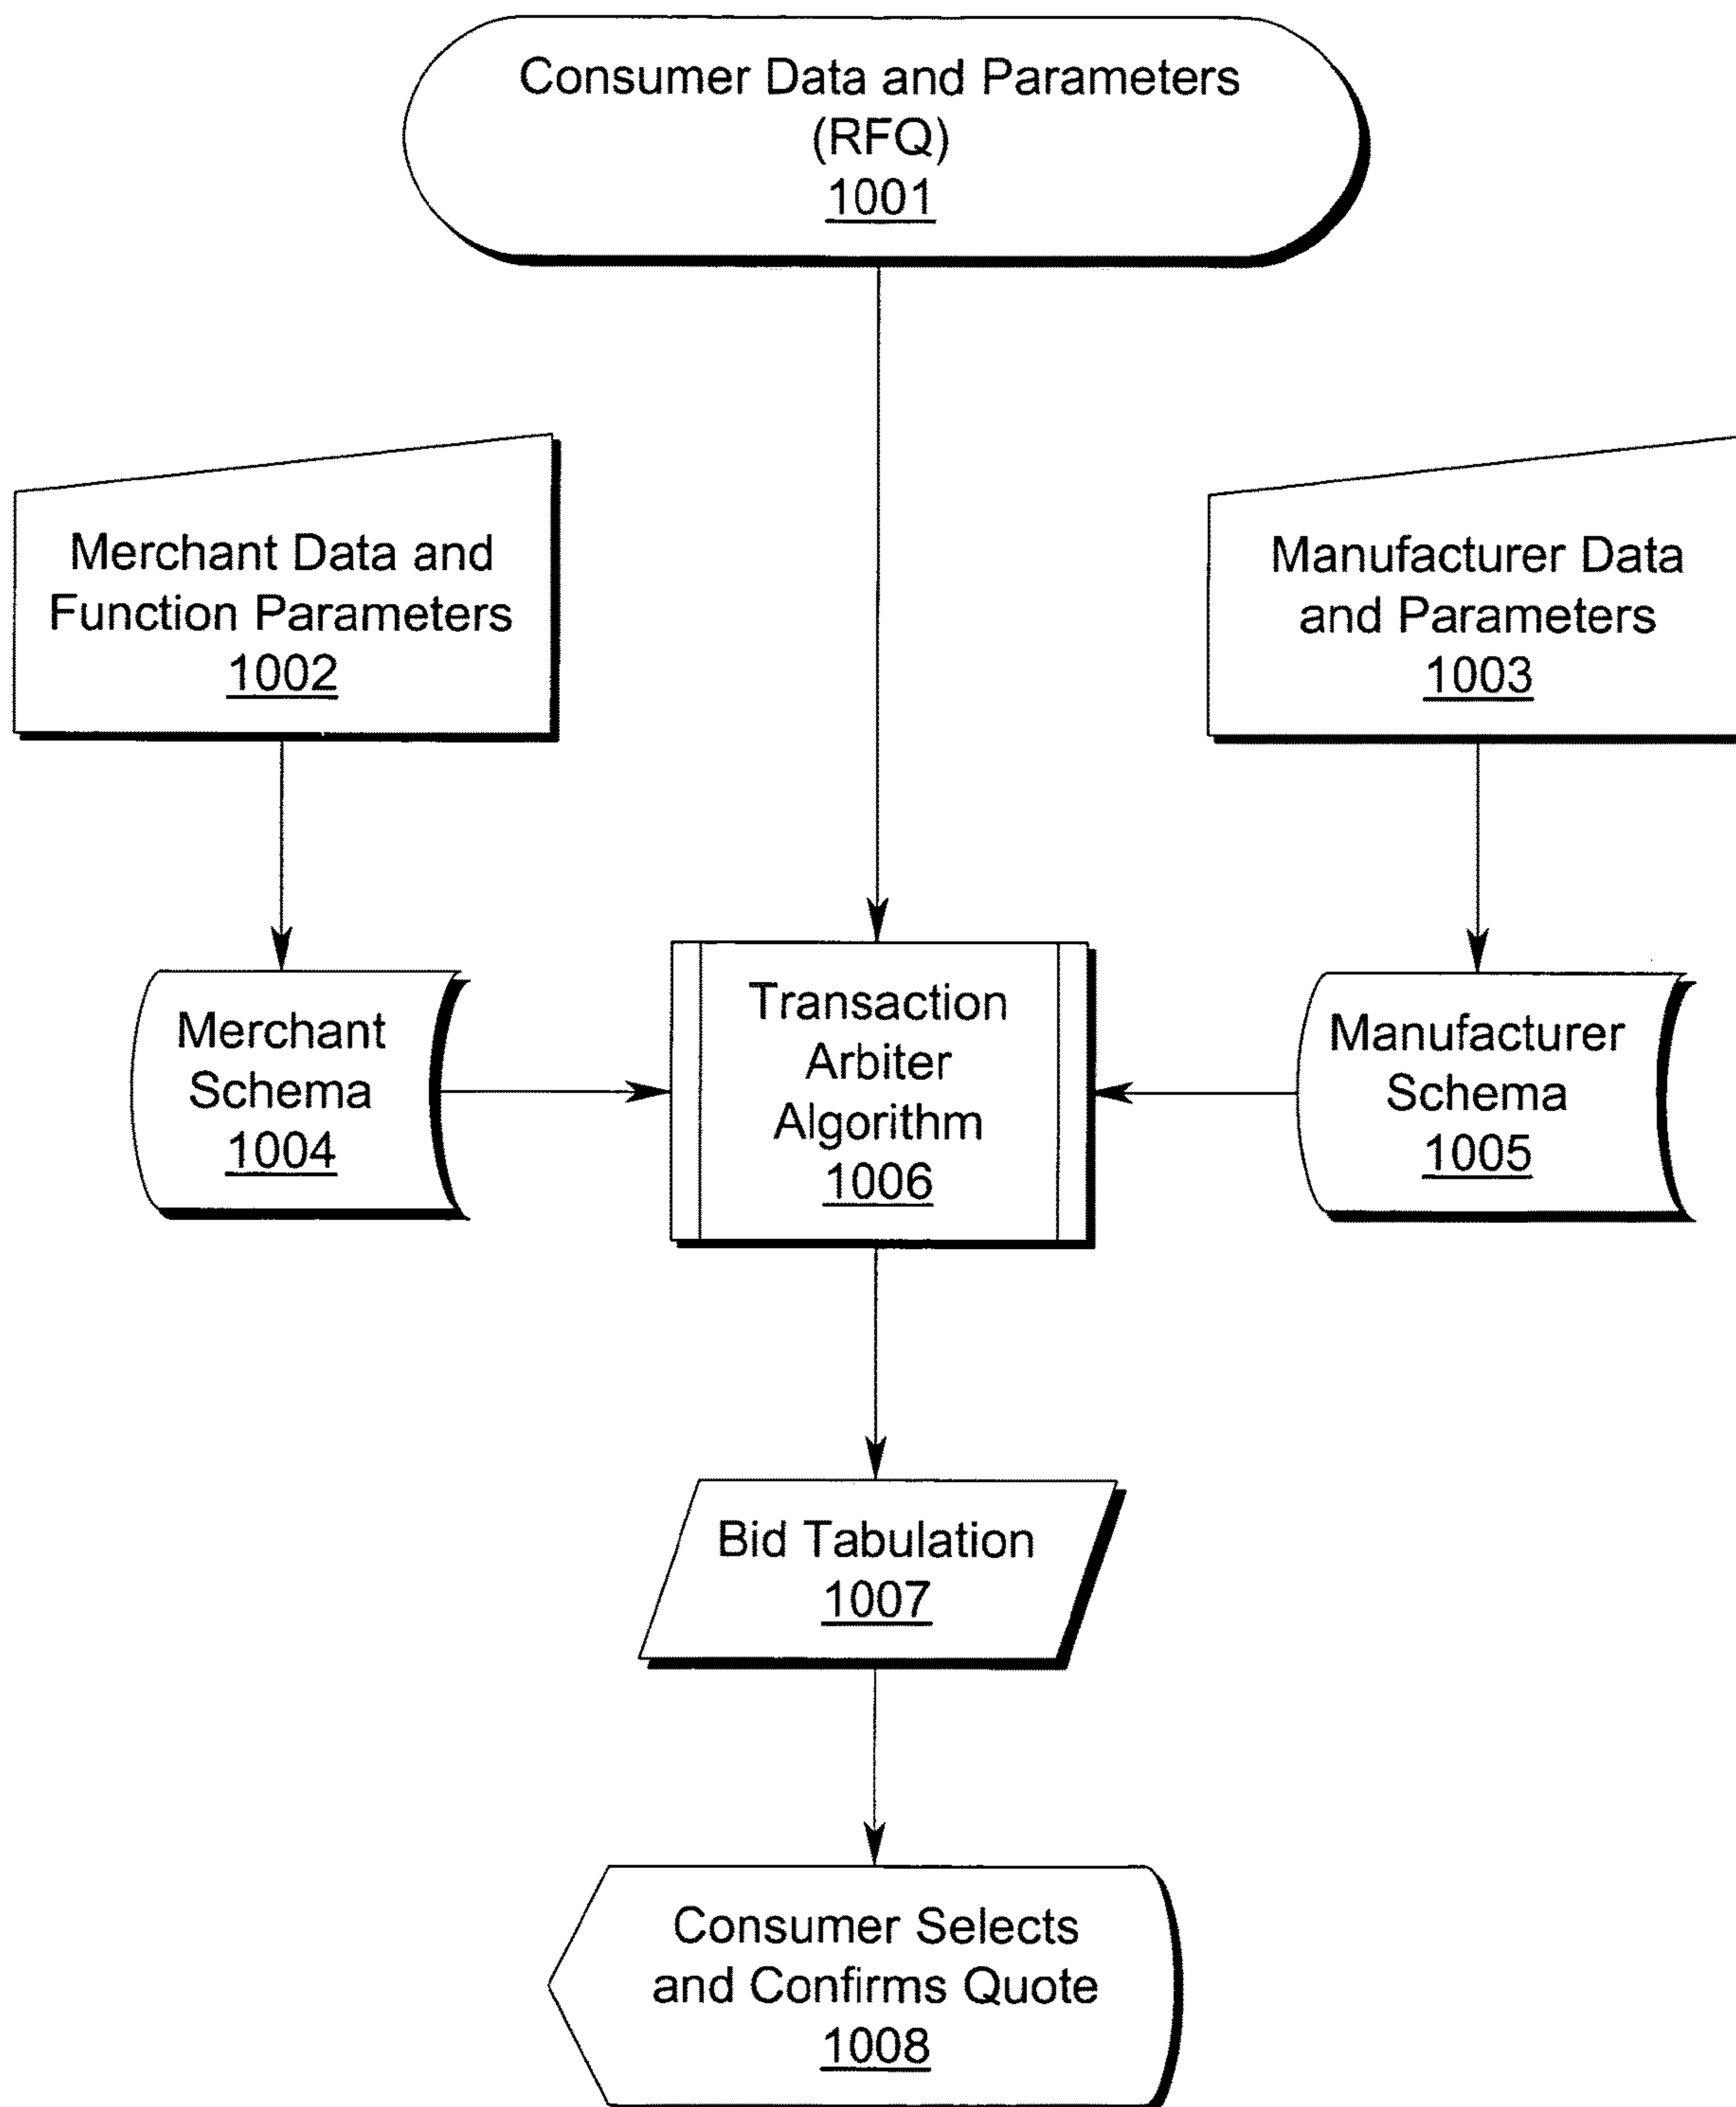 Consumer Data and Parameters
(RFQ)
1001
Merchant Data and
Function Parameters
1002
Manufacturer Data
and Parameters
1003
Merchant
Schema
1004
Transaction
Arbiter
Algorithm
1006
Manufacturer
Schema
1005
Bid Tabulation
1007
Consumer Selects
and Confirms Quote
1008